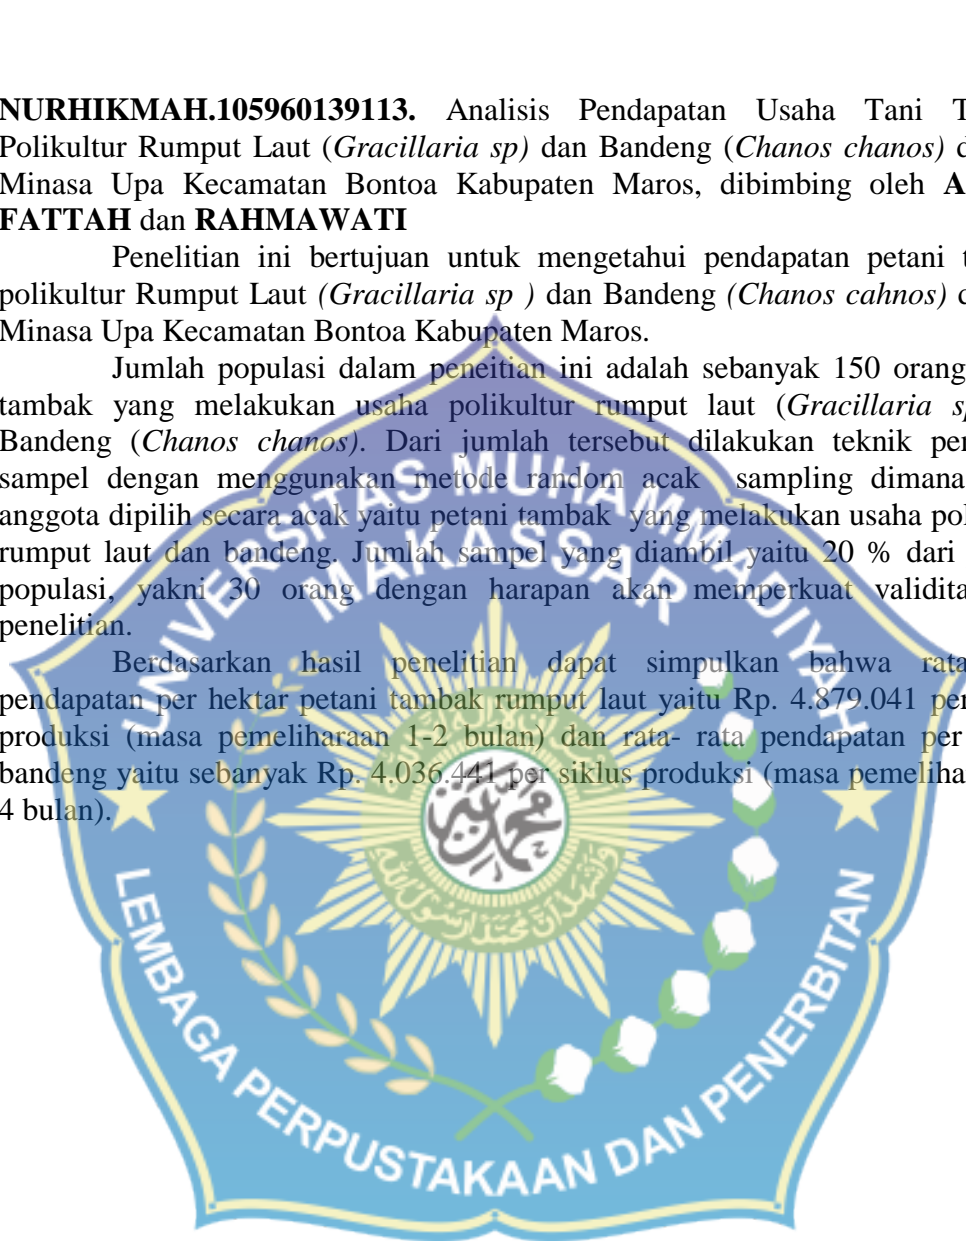 NURHIKMAH.105960139113. Analisis Pendapatan Usaha Tani T
Polikultur Rumput Laut (Gracillaria sp) dan Bandeng (Chanos chanos) d
Minasa Upa Kecamatan Bontoa Kabupaten Maros, dibimbing oleh A
FATTAH dan RAHMAWATI
Penelitian ini bertujuan untuk mengetahui pendapatan petani t
polikultur Rumput Laut (Gracillaria sp ) dan Bandeng (Chanos cahnos) d
Minasa Upa Kecamatan Bontoa Kabupaten Maros.
Jumlah populasi dalam peneitian ini adalah sebanyak 150 orang
tambak yang melakukan usaha polikultur rumput laut (Gracillaria sp
Bandeng (Chanos chanos). Dari jumlah tersebut dilakukan teknik pen
sampel dengan menggunakan metode random acak sampling dimana
anggota dipilih secara acak yaitu petani tambak yang melakukan usaha pol
rumput laut dan bandeng. Jumlah sampel yang diambil yaitu 20 % dari
populasi, yakni 30 orang dengan harapan akan memperkuat validita
penelitian.
Berdasarkan hasil penelitian dapat simpulkan bahwa rata
pendapatan per hektar petani tambak rumput laut yaitu Rp. 4.879.041 per
produksi (masa pemeliharaan 1-2 bulan) dan rata- rata pendapatan per
bandeng yaitu sebanyak Rp. 4.036.441 per siklus produksi (masa pemeliha
4 bulan).
UNIVERSITAS MUHAMMADIYAH
MAKASSAR
محمد
LEMBAGA PERPUSTAKAAN DAN PENERBITAN